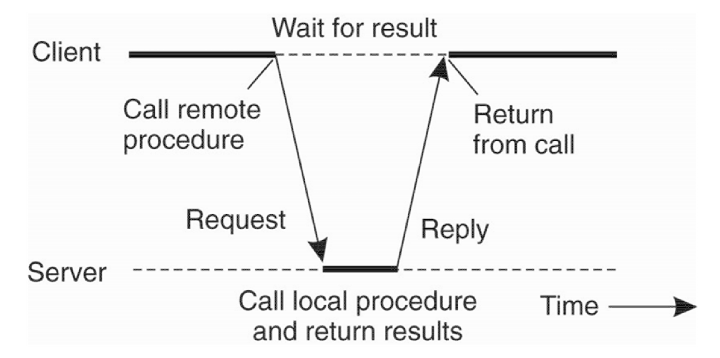 Wait for result
Client
Call remote
procedure
Return
from call
Request
Reply
Server
Call local procedure
and return results
Time